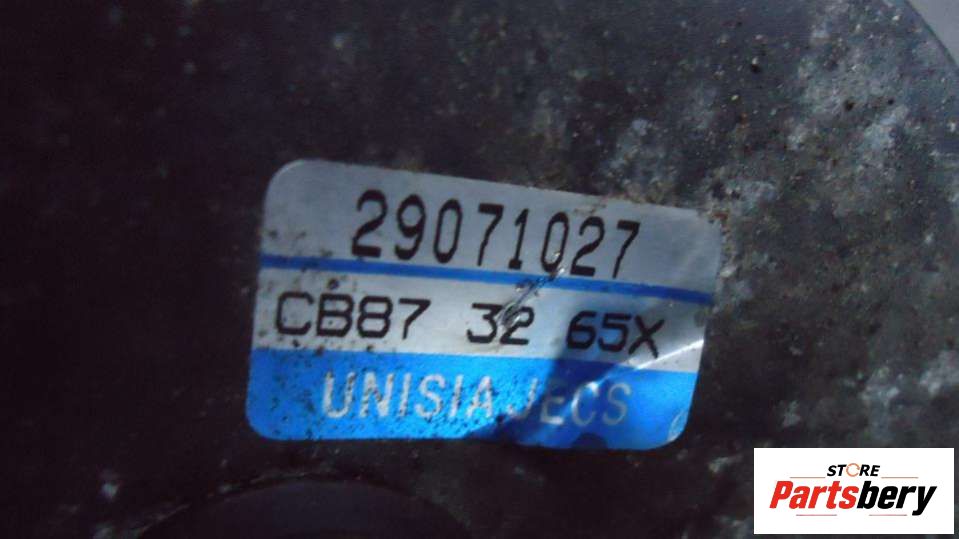 29071027
CB87 32 65X
UNISIA JECS
STORE
Partsbery